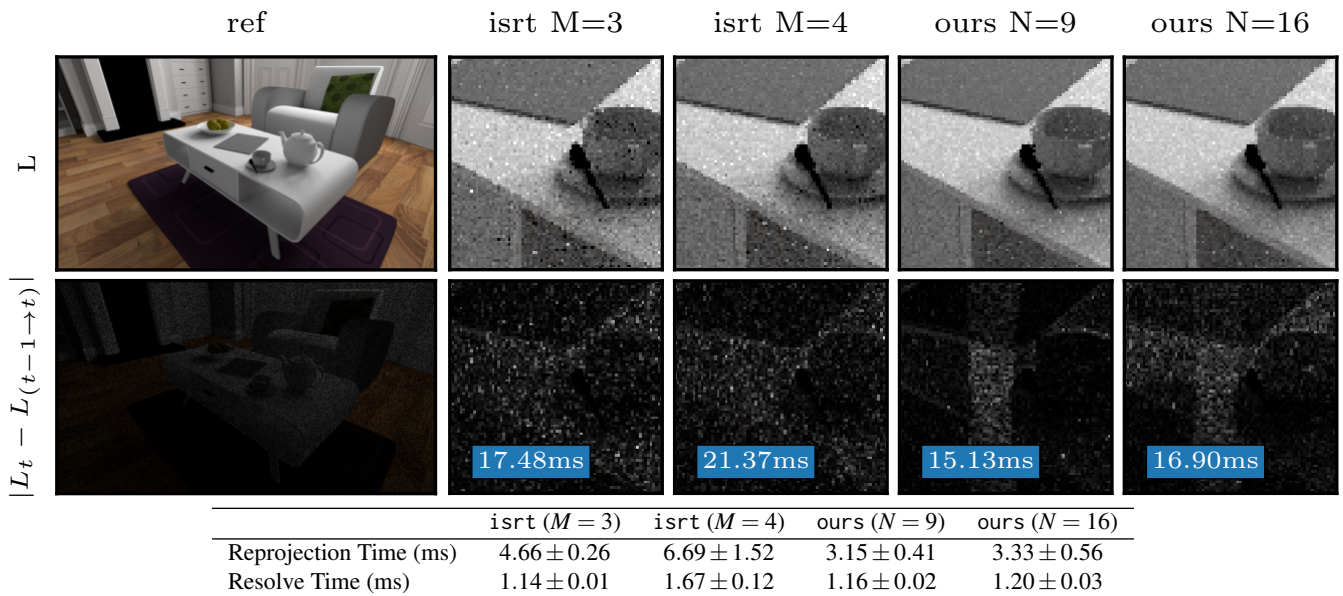 ref isrt M=3 isrt M=4 ours N=9 ours N=16
L
|L_t − L_(t−1→t)|
17.48ms 21.37ms 15.13ms 16.90ms
isrt (M = 3) isrt (M = 4) ours (N = 9) ours (N = 16)
Reprojection Time (ms) 4.66 ± 0.26 6.69 ± 1.52 3.15 ± 0.41 3.33 ± 0.56
Resolve Time (ms) 1.14 ± 0.01 1.67 ± 0.12 1.16 ± 0.02 1.20 ± 0.03